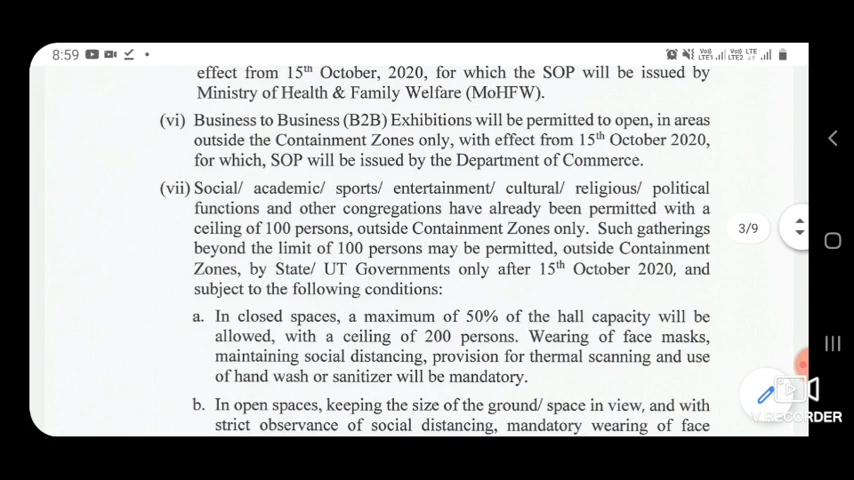 8:59
Vo)) LTE1 Vo)) LTE LTE2
effect from 15th October, 2020, for which the SOP will be issued by
Ministry of Health & Family Welfare (MoHFW).
(vi) Business to Business (B2B) Exhibitions will be permitted to open, in areas
outside the Containment Zones only, with effect from 15th October 2020,
for which, SOP will be issued by the Department of Commerce.
(vii) Social/ academic/ sports/ entertainment/ cultural/ religious/ political
functions and other congregations have already been permitted with a
ceiling of 100 persons, outside Containment Zones only. Such gatherings
beyond the limit of 100 persons may be permitted, outside Containment
Zones, by State/ UT Governments only after 15th October 2020, and
subject to the following conditions:
3/9
a. In closed spaces, a maximum of 50% of the hall capacity will be
allowed, with a ceiling of 200 persons. Wearing of face masks,
maintaining social distancing, provision for thermal scanning and use
of hand wash or sanitizer will be mandatory.
b. In open spaces, keeping the size of the ground/ space in view, and with
strict observance of social distancing, mandatory wearing of face
V.RECORDER